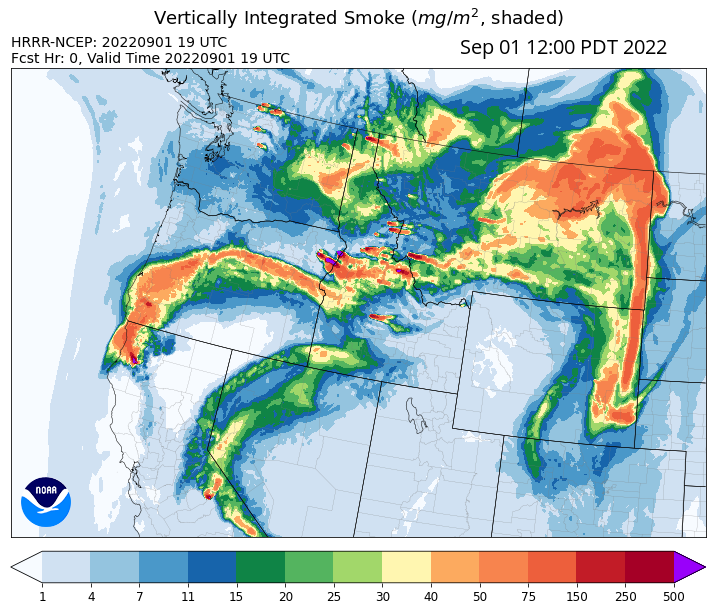 Vertically Integrated Smoke (mg/m², shaded)
HRRR-NCEP: 20220901 19 UTC
Fcst Hr: 0, Valid Time 20220901 19 UTC
Sep 01 12:00 PDT 2022
NOAA
1 4 7 11 15 20 25 30 40 50 75 150 250 500